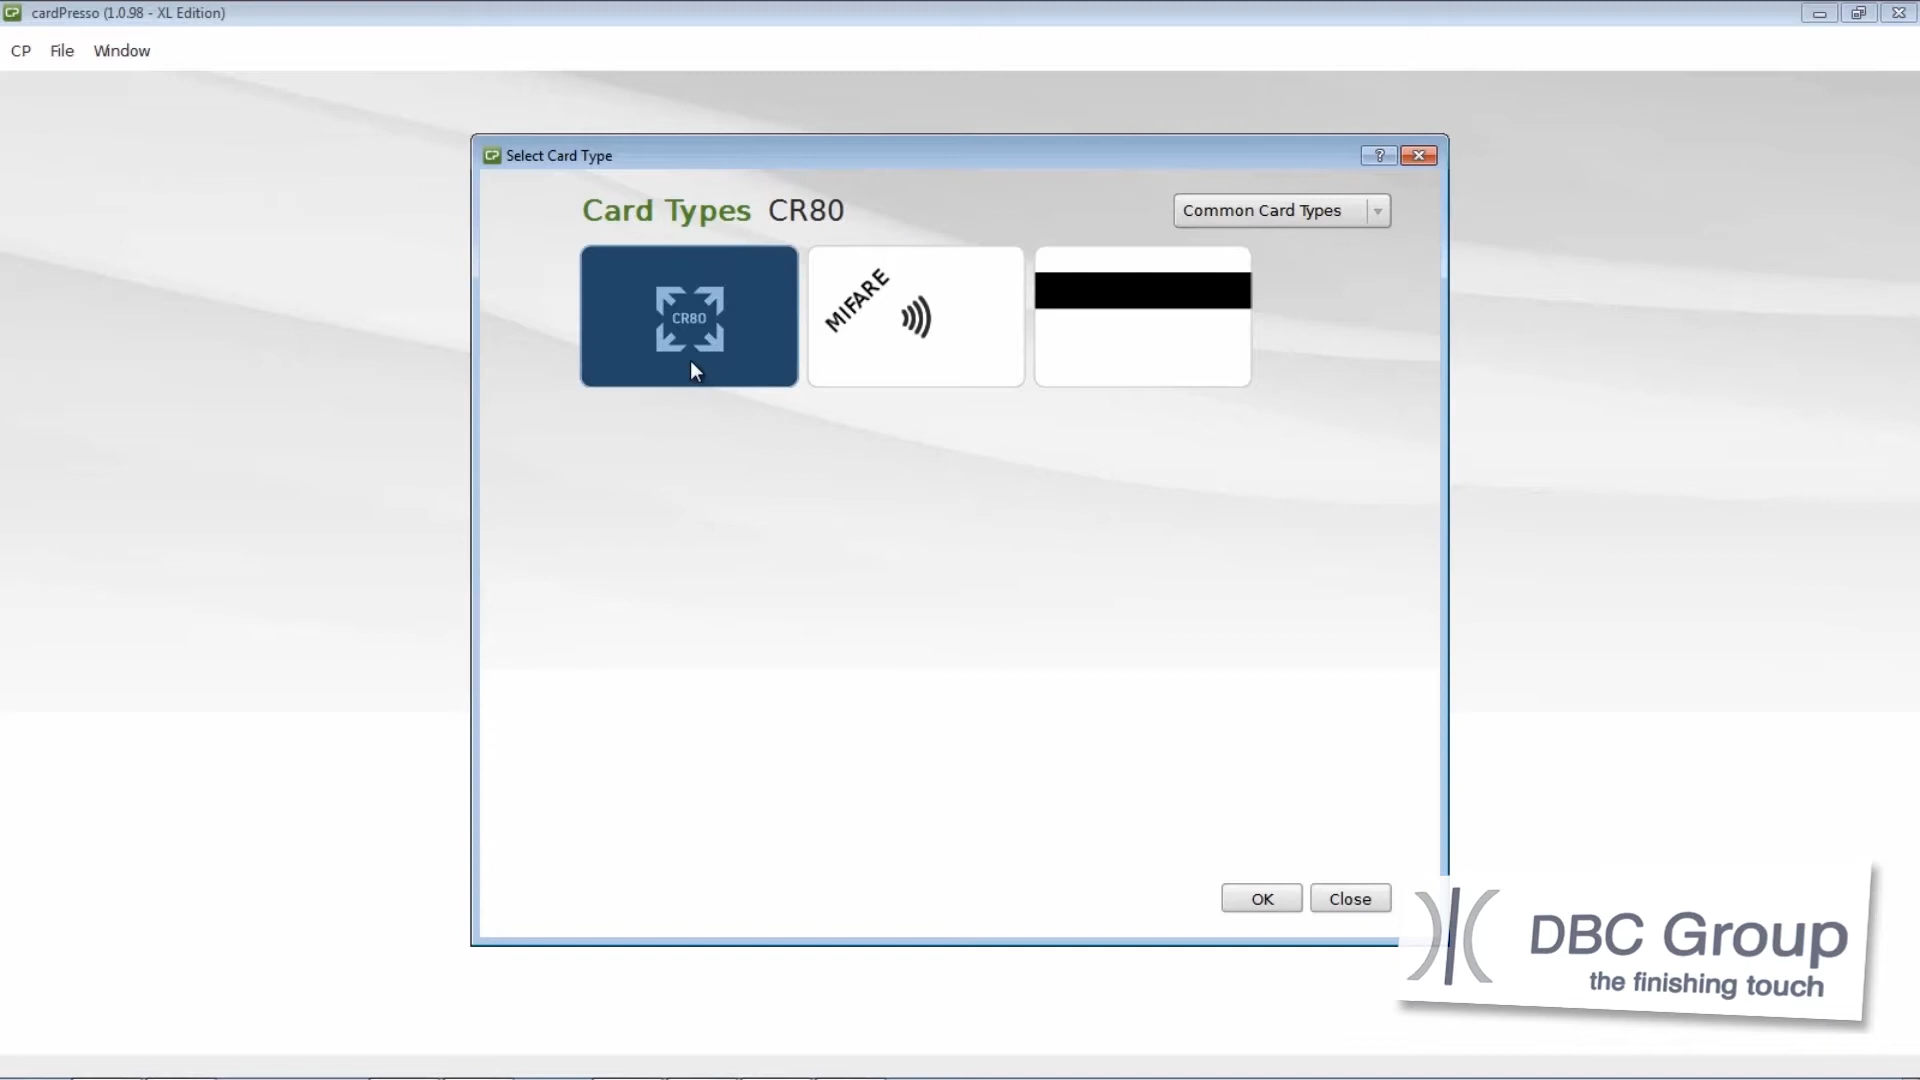 cardPresso (1.0.98 - XL Edition)
CP File Window
Select Card Type
Card Types CR80
Common Card Types
CR80
MIFARE
OK Close
DBC Group
the finishing touch